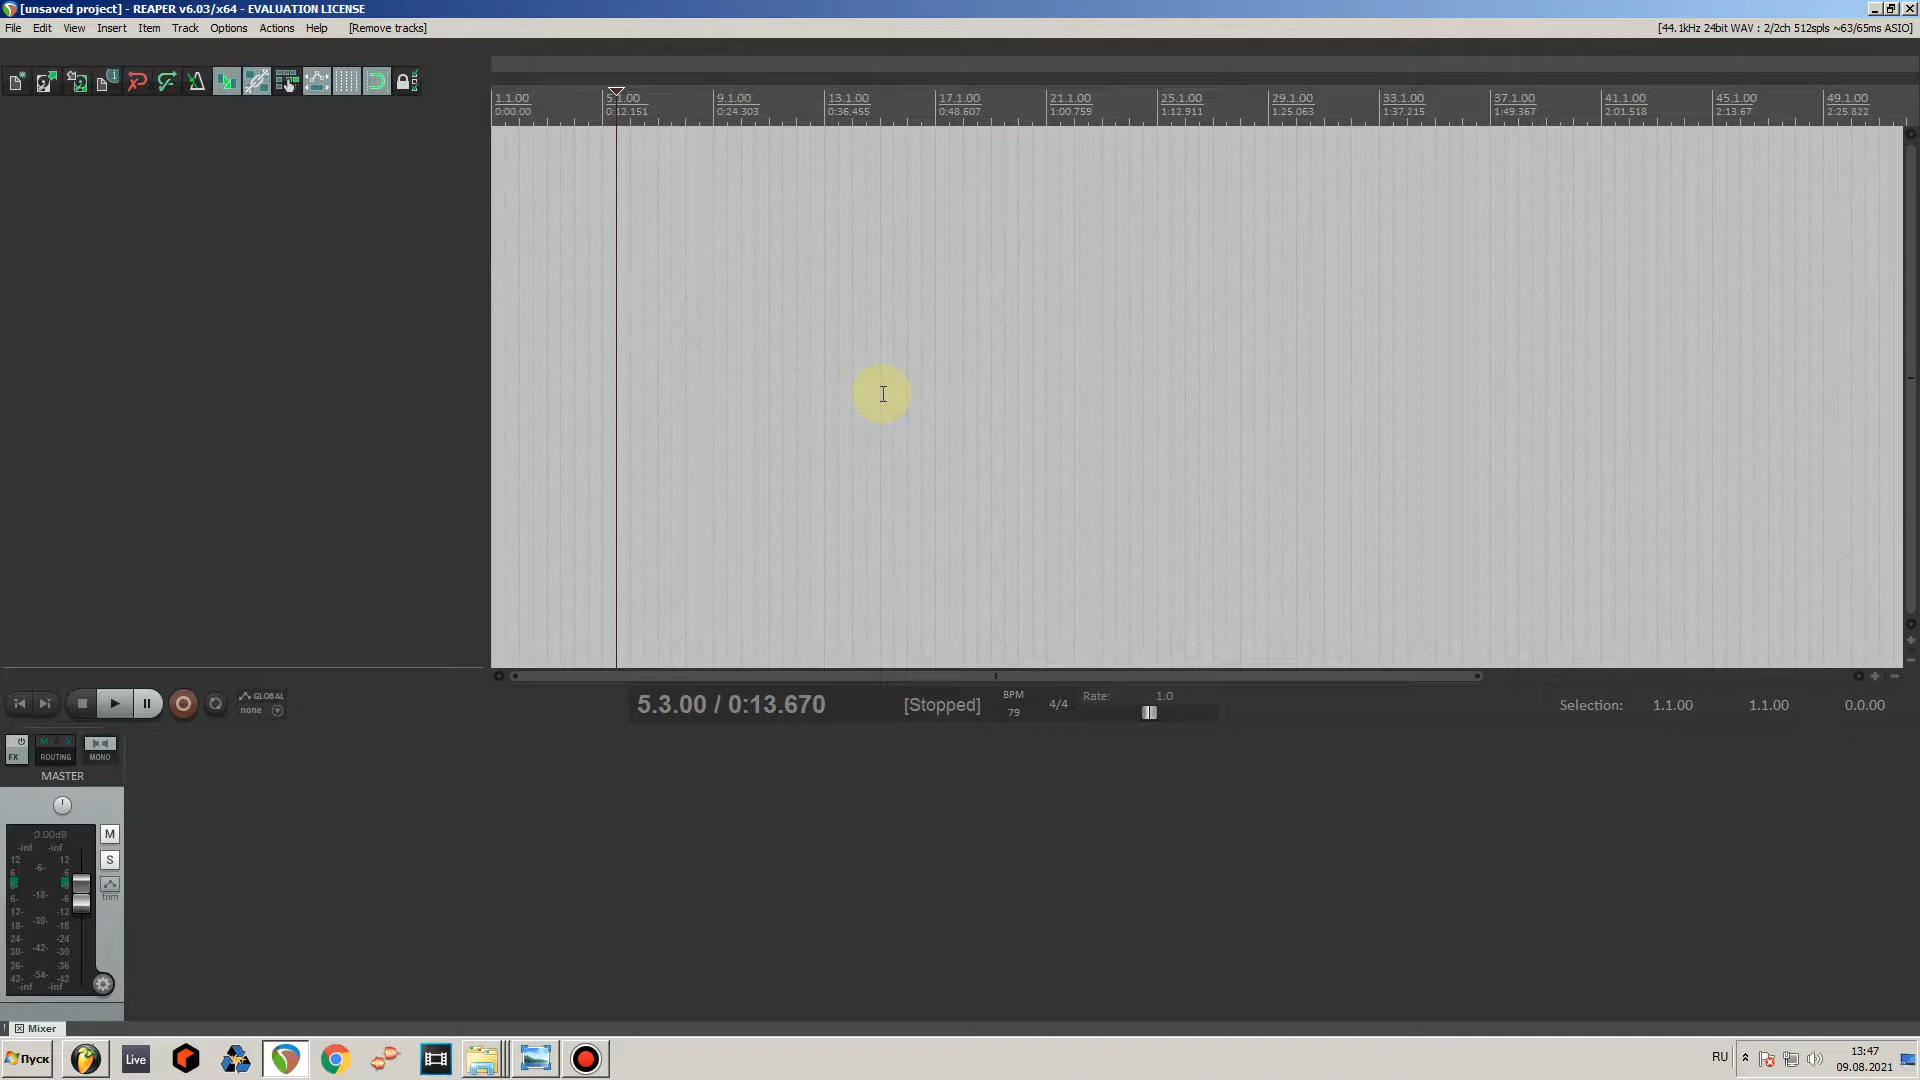 [unsaved project] - REAPER v6.03/x64 - EVALUATION LICENSE
File Edit View Insert Item Track Options Actions Help [Remove tracks]
[44.1kHz 24bit WAV : 2/2ch 512spls ~63/65ms ASIO]
1.1.00 5.1.00 9.1.00 13.1.00 17.1.00 21.1.00 25.1.00 29.1.00 33.1.00 37.1.00 41.1.00 45.1.00 49.1.00
0:00.00 0:12.151 0:24.303 0:36.455 0:48.607 1:00.759 1:12.911 1:25.063 1:37.215 1:49.367 2:01.518 2:13.67 2:25.822
GLOBAL
none
5.3.00 / 0:13.670
[Stopped]
BPM
79
4/4
Rate: 1.0
Selection: 1.1.00 1.1.00 0.0.00
FX
M S
ROUTING
MONO
MASTER
0.00dB
-inf -inf
12 12
6 -6- 6
6- -6
12- -18- -12
18- -18
24- -30- -24
30- -30
36- -42- -36
42- -54- -42
-inf -inf
M
S
trim
Mixer
Пуск
Live
RU
13:47
09.08.2021